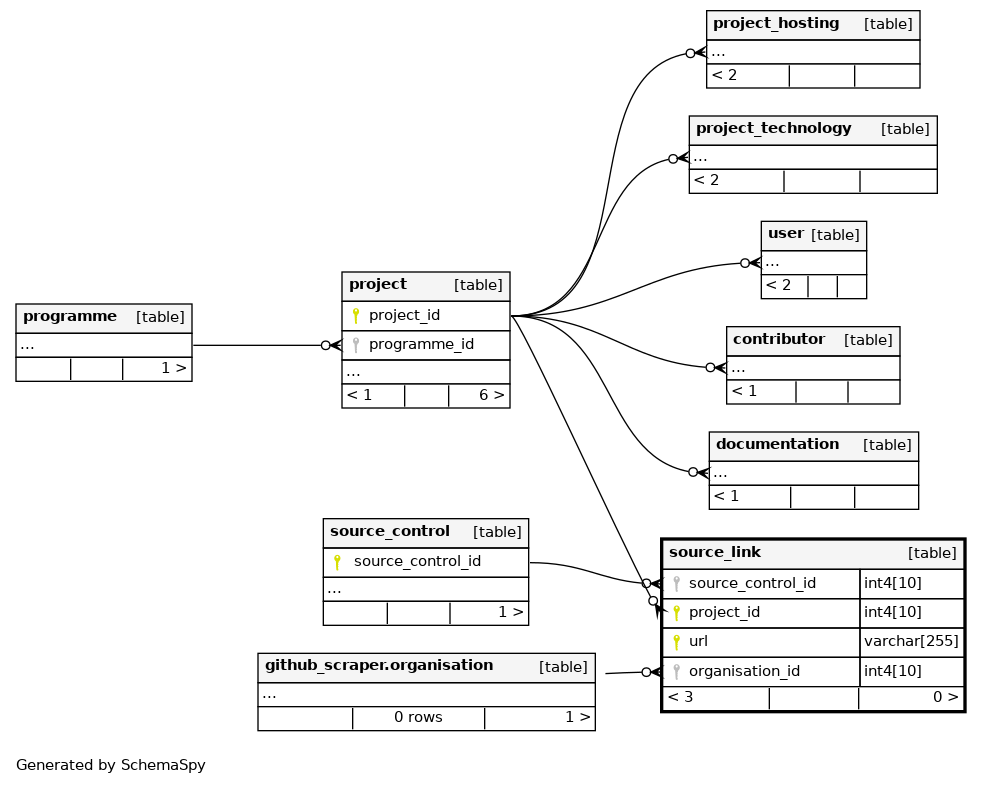 project_hosting [table]
...
< 2
project_technology [table]
...
< 2
user [table]
...
< 2
project [table]
project_id
programme_id
...
< 1 6 >
programme [table]
...
1 >
contributor [table]
...
< 1
documentation [table]
...
< 1
source_control [table]
source_control_id
...
1 >
source_link [table]
source_control_id int4[10]
project_id int4[10]
url varchar[255]
organisation_id int4[10]
< 3 0 >
github_scraper.organisation [table]
...
0 rows 1 >
Generated by SchemaSpy